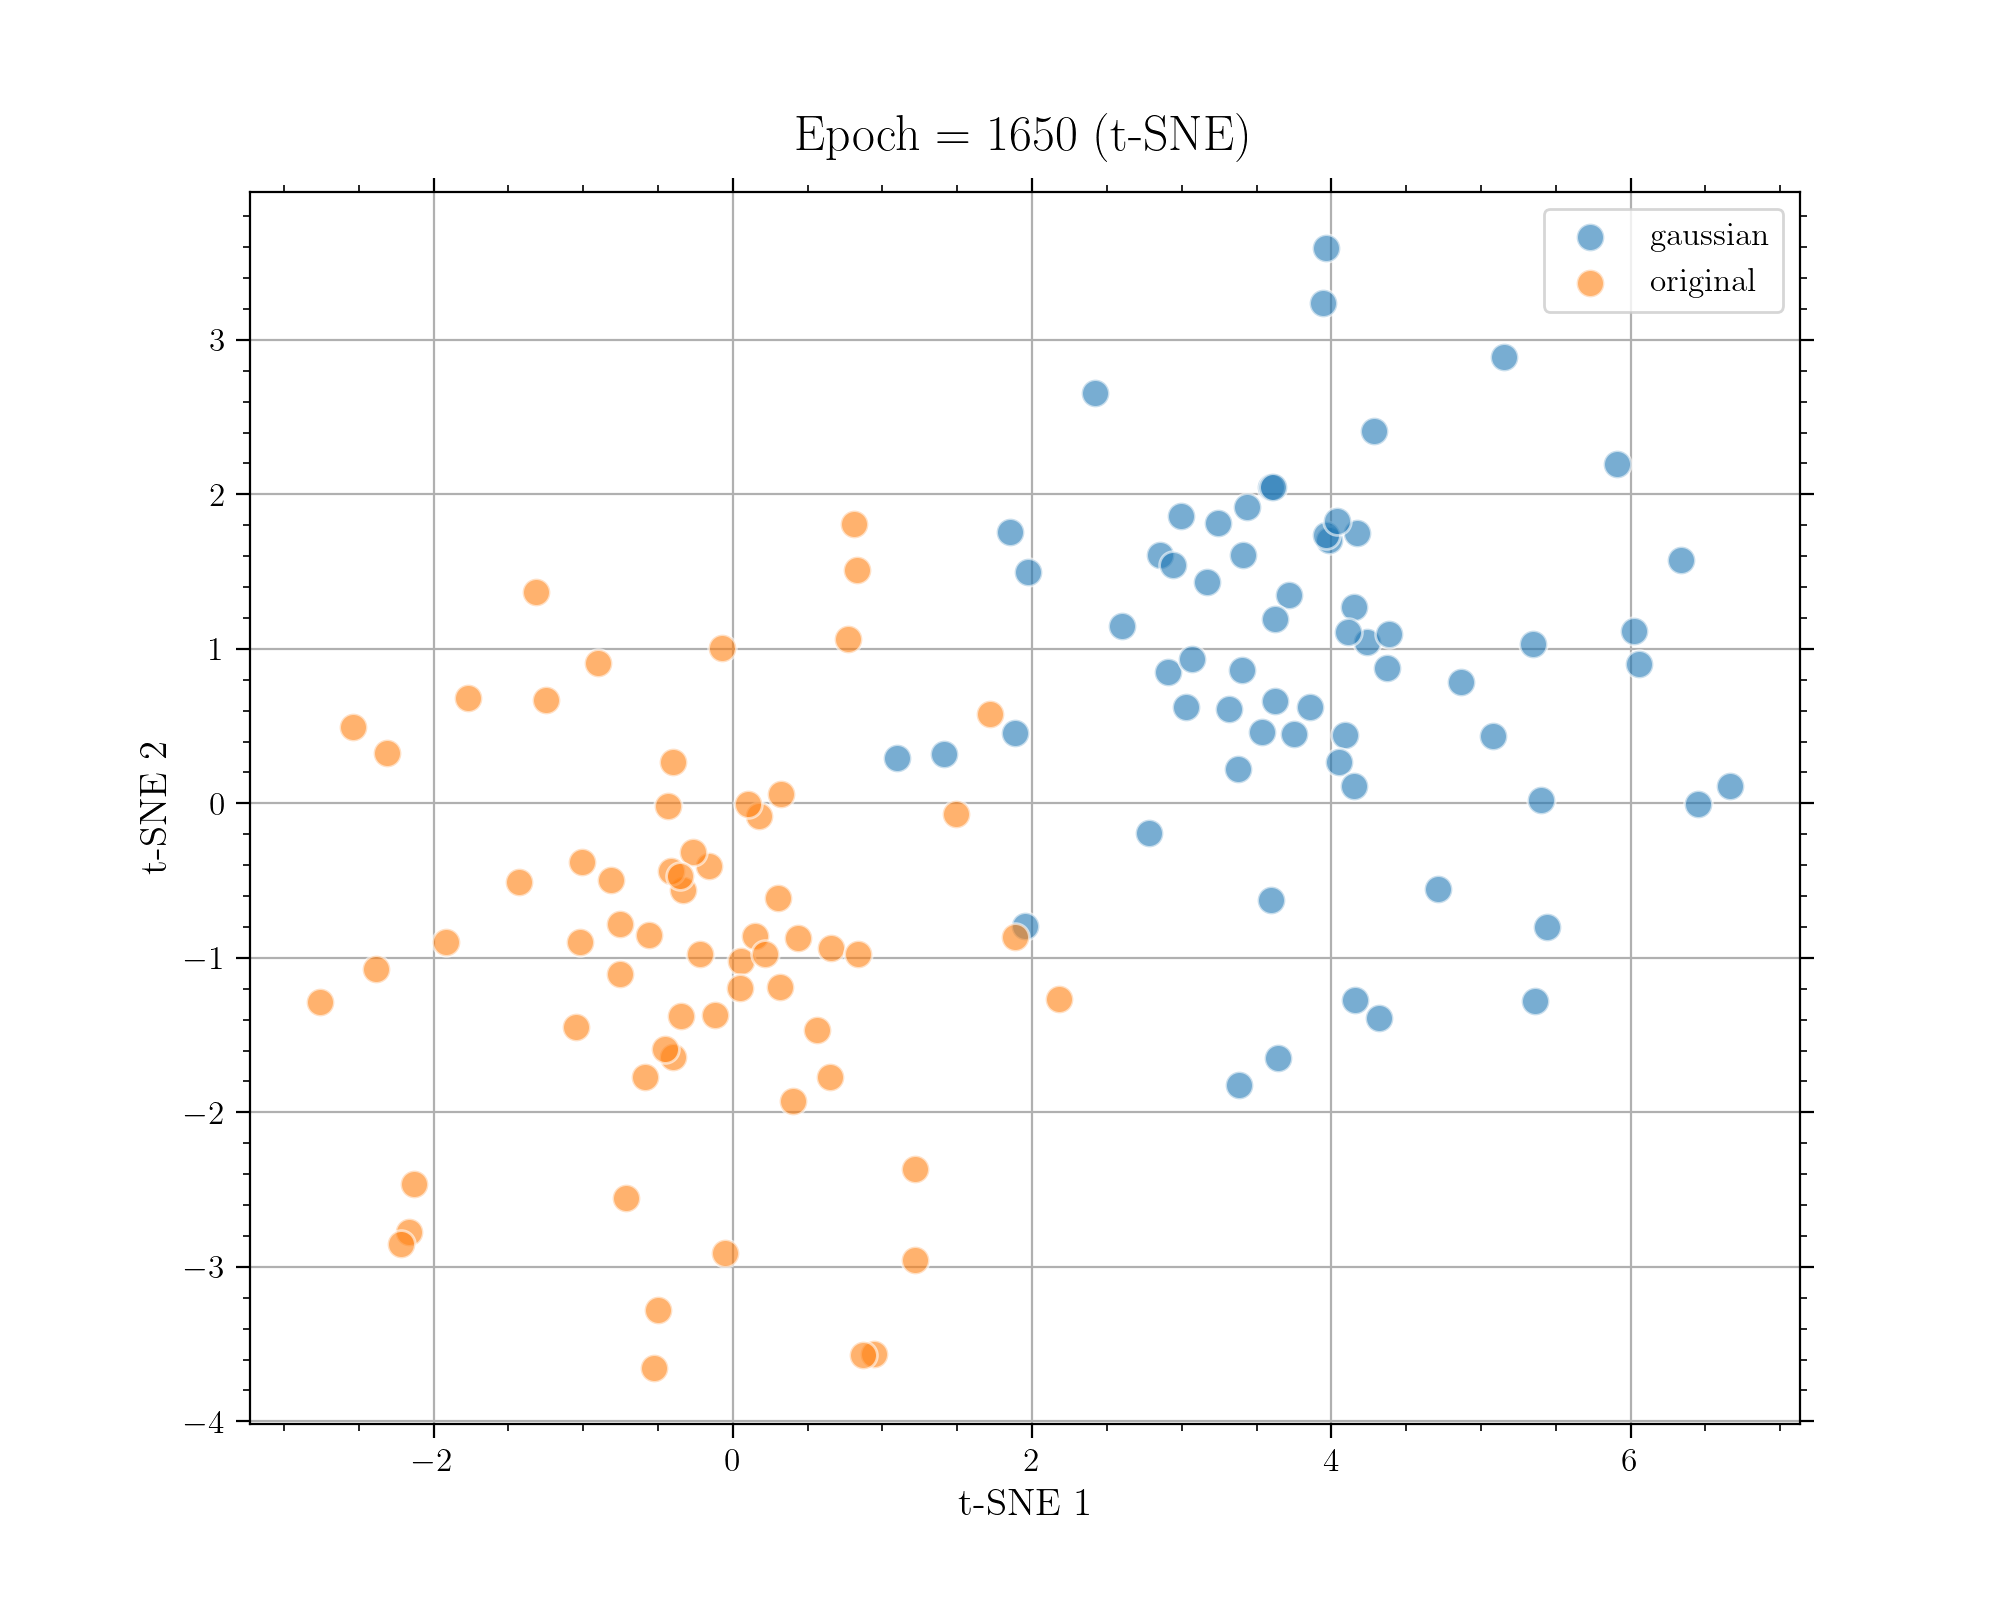 Epoch = 1650 (t-SNE)
gaussian
original
3
2
1
0
−1
−2
−3
−4
t-SNE 2
−2 0 2 4 6
t-SNE 1